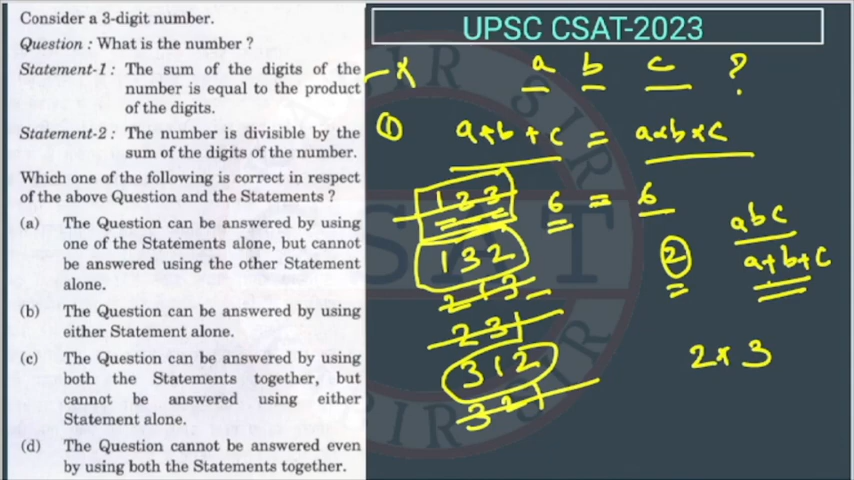 Consider a 3-digit number.
Question : What is the number ?
Statement-1 : The sum of the digits of the
number is equal to the product
of the digits.
Statement-2 : The number is divisible by the
sum of the digits of the number.
Which one of the following is correct in respect
of the above Question and the Statements ?
(a) The Question can be answered by using
one of the Statements alone, but cannot
be answered using the other Statement
alone.
(b) The Question can be answered by using
either Statement alone.
(c) The Question can be answered by using
both the Statements together, but
cannot be answered using either
Statement alone.
(d) The Question cannot be answered even
by using both the Statements together.
UPSC CSAT-2023
a b c ?
① a+b+c = a×b×c
123 6 = 6
132
213
231
312
321
② abc
a+b+c
2×3
CSAT